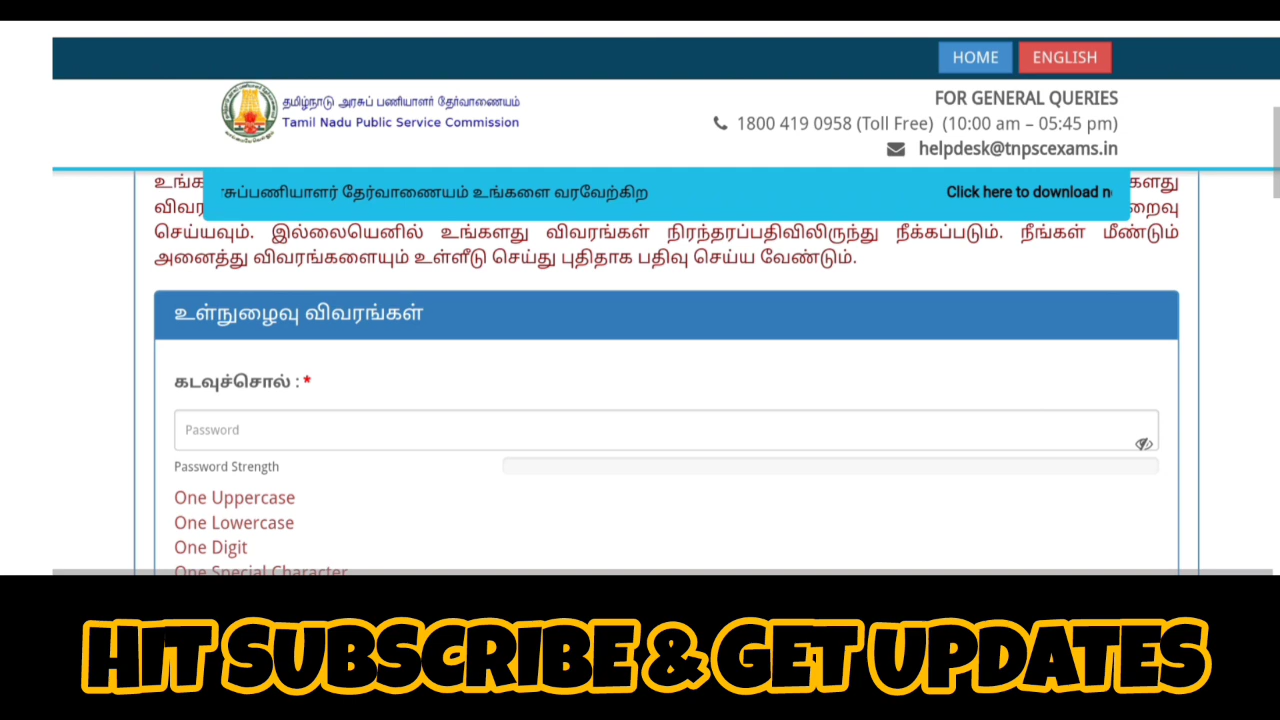 HOME ENGLISH
தமிழ்நாடு அரசுப் பணியாளர் தேர்வாணையம்
Tamil Nadu Public Service Commission
FOR GENERAL QUERIES
1800 419 0958 (Toll Free) (10:00 am – 05:45 pm)
helpdesk@tnpscexams.in
சுப்பணியாளர் தேர்வாணையம் உங்களை வரவேற்கிற
Click here to download
செய்யவும். இல்லையெனில் உங்களது விவரங்கள் நிரந்தரப்பதிவிலிருந்து நீக்கப்படும். நீங்கள் மீண்டும்
அனைத்து விவரங்களையும் உள்ளீடு செய்து புதிதாக பதிவு செய்ய வேண்டும்.
உள்நுழைவு விவரங்கள்
கடவுச்சொல் : *
Password
Password Strength
One Uppercase
One Lowercase
One Digit
One Special Character
HIT SUBSCRIBE & GET UPDATES